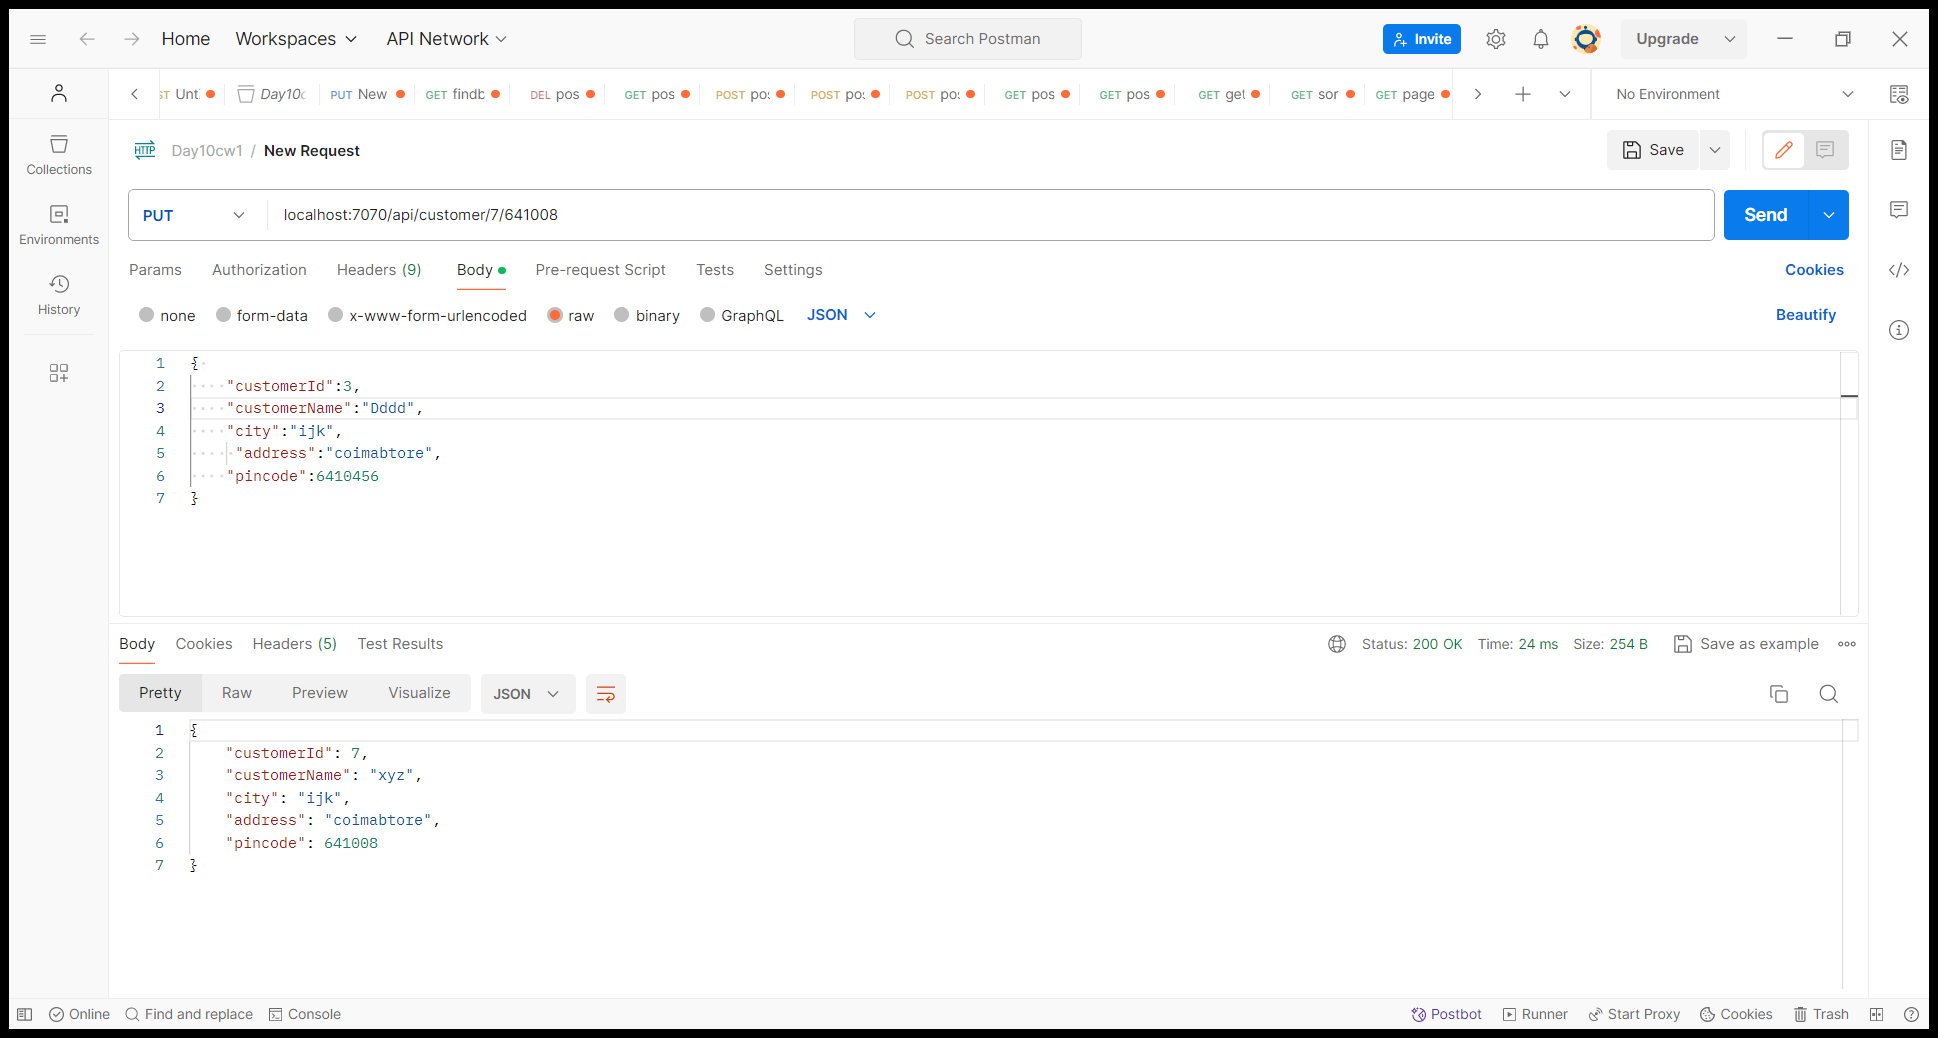 Home Workspaces API Network Search Postman Invite Upgrade
ST Unt Day10c PUT New GET findb DEL pos GET pos POST pos POST pos POST pos GET pos GET pos GET get GET sor GET page No Environment
HTTP Day10cw1 / New Request Save
Collections
Environments
History
PUT localhost:7070/api/customer/7/641008 Send
Params Authorization Headers (9) Body Pre-request Script Tests Settings Cookies
none form-data x-www-form-urlencoded raw binary GraphQL JSON Beautify
1 {
2 "customerId":3,
3 "customerName":"Dddd",
4 "city":"ijk",
5 "address":"coimabtore",
6 "pincode":6410456
7 }
Body Cookies Headers (5) Test Results Status: 200 OK Time: 24 ms Size: 254 B Save as example
Pretty Raw Preview Visualize JSON
1 {
2 "customerId": 7,
3 "customerName": "xyz",
4 "city": "ijk",
5 "address": "coimabtore",
6 "pincode": 641008
7 }
Online Find and replace Console Postbot Runner Start Proxy Cookies Trash